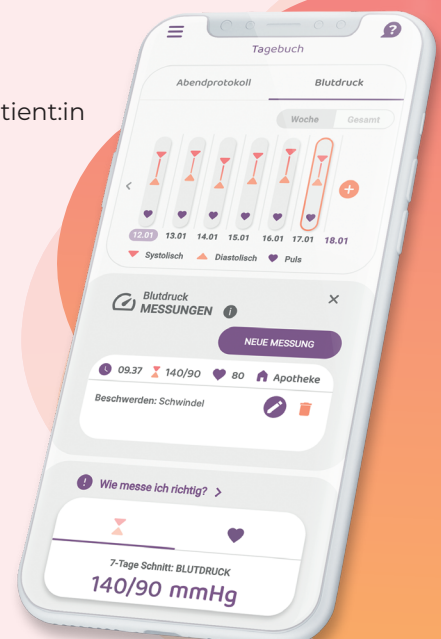 tient:in
Tagebuch
Abendprotokoll Blutdruck
Woche Gesamt
12.01 13.01 14.01 15.01 16.01 17.01 18.01
Systolisch Diastolisch Puls
Blutdruck
MESSUNGEN
NEUE MESSUNG
09.37 140/90 80 Apotheke
Beschwerden: Schwindel
Wie messe ich richtig?
7-Tage Schnitt: BLUTDRUCK
140/90 mmHg